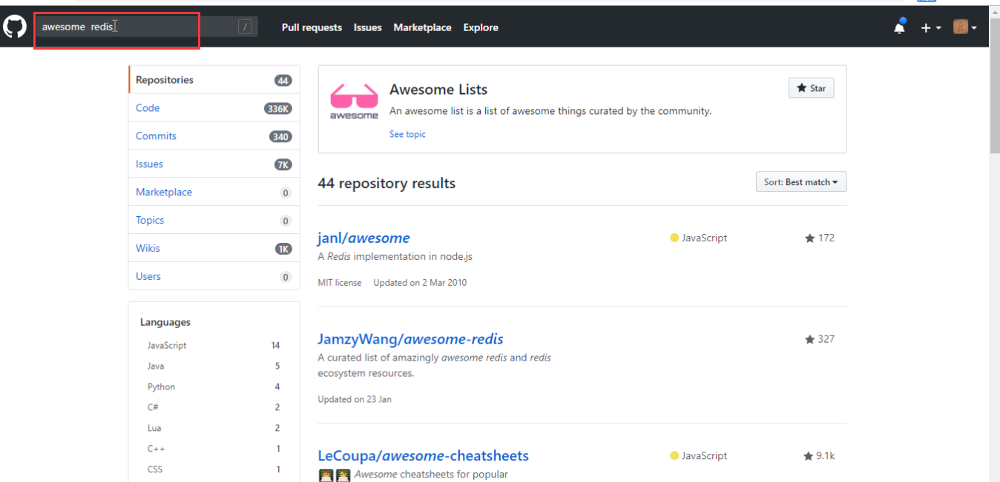 awesome redis
/
Pull requests Issues Marketplace Explore
Repositories 44
Code 336K
Commits 340
Issues 7K
Marketplace 0
Topics 0
Wikis 1K
Users 0
Languages
JavaScript 14
Java 5
Python 4
C# 2
Lua 2
C++ 1
CSS 1
awesome
Awesome Lists
Star
An awesome list is a list of awesome things curated by the community.
See topic
44 repository results
Sort: Best match
janl/awesome
JavaScript
172
A Redis implementation in node.js
MIT license Updated on 2 Mar 2010
JamzyWang/awesome-redis
327
A curated list of amazingly awesome redis and redis
ecosystem resources.
Updated on 23 Jan
LeCoupa/awesome-cheatsheets
JavaScript
9.1k
Awesome cheatsheets for popular